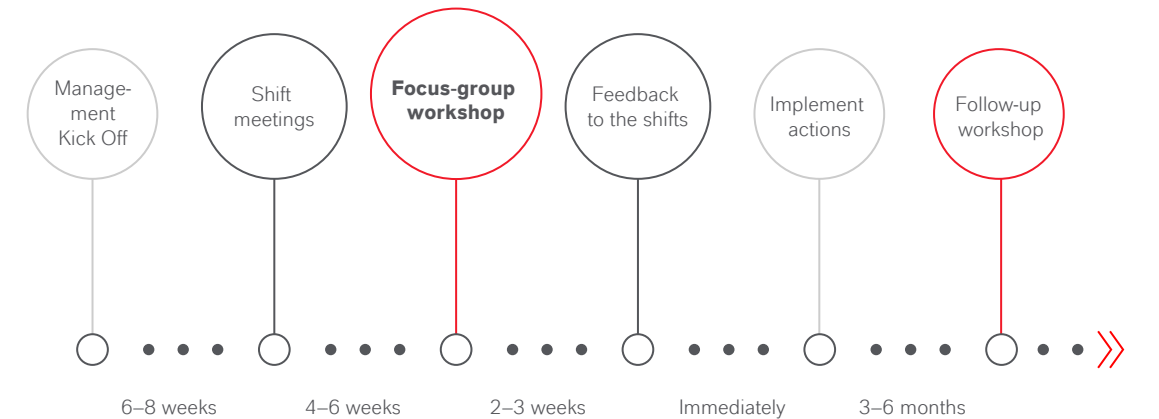 Manage-
ment
Kick Off
Shift
meetings
Focus-group
workshop
Feedback
to the shifts
Implement
actions
Follow-up
workshop
6–8 weeks
4–6 weeks
2–3 weeks
Immediately
3–6 months